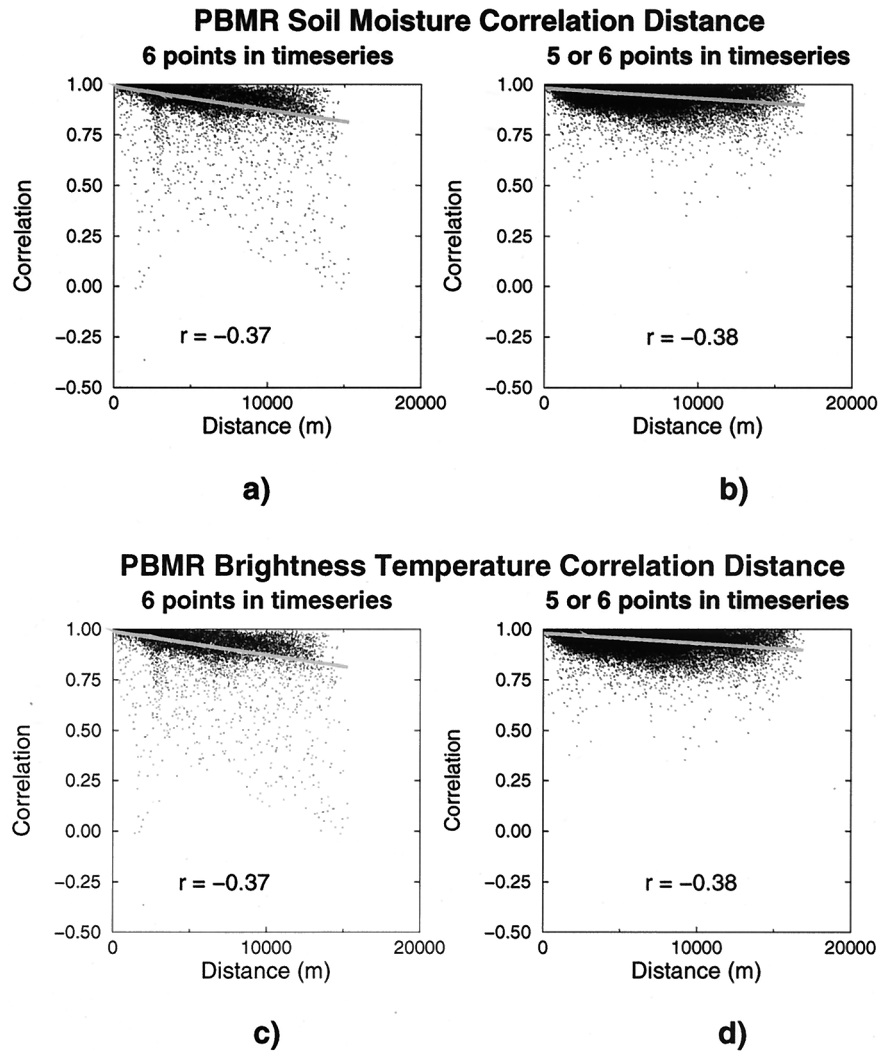 PBMR Soil Moisture Correlation Distance
6 points in timeseries
5 or 6 points in timeseries
1.00
0.75
0.50
0.25
0.00
−0.25
−0.50
Correlation
r = −0.37
0
10000
20000
Distance (m)
a)
1.00
0.75
0.50
0.25
0.00
−0.25
−0.50
Correlation
r = −0.38
0
10000
20000
Distance (m)
b)
PBMR Brightness Temperature Correlation Distance
6 points in timeseries
5 or 6 points in timeseries
1.00
0.75
0.50
0.25
0.00
−0.25
−0.50
Correlation
r = −0.37
0
10000
20000
Distance (m)
c)
1.00
0.75
0.50
0.25
0.00
−0.25
−0.50
Correlation
r = −0.38
0
10000
20000
Distance (m)
d)